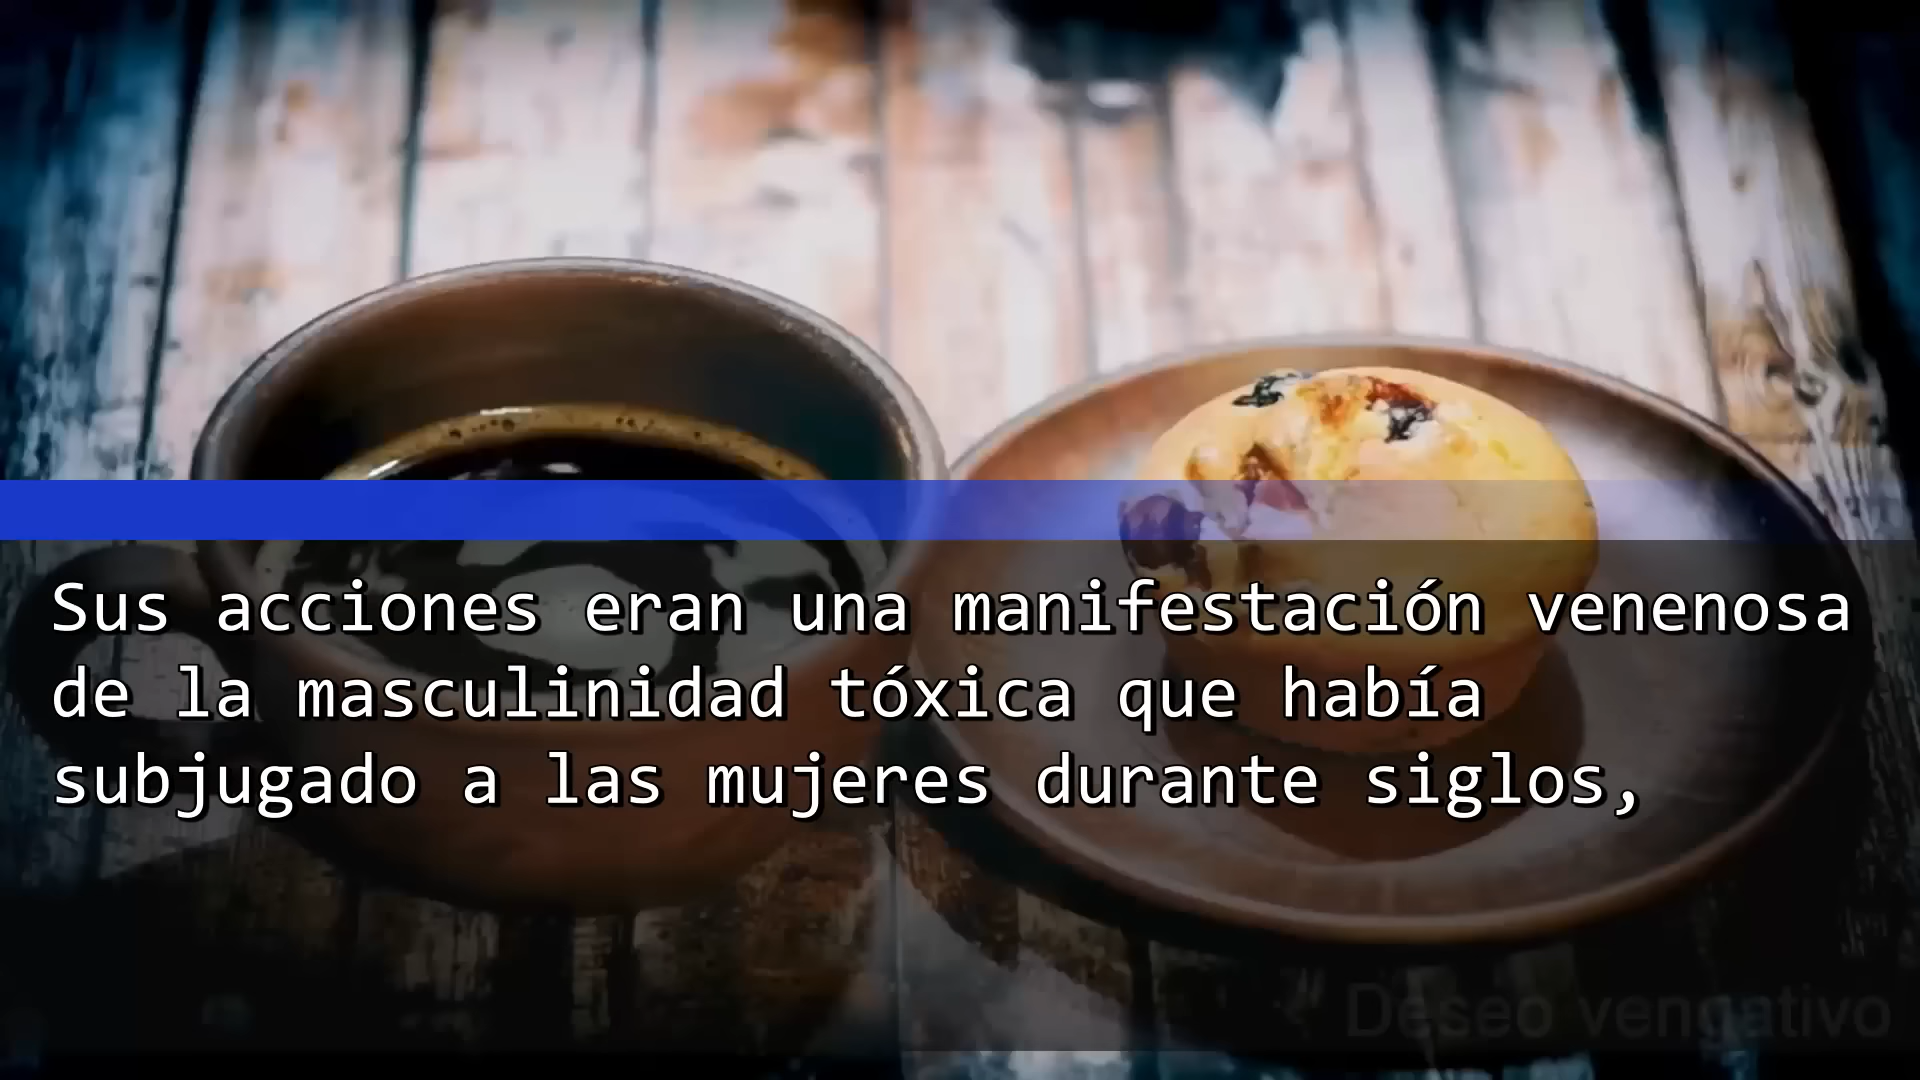 Sus acciones eran una manifestación venenosa
de la masculinidad tóxica que había
subjugado a las mujeres durante siglos,
Deseo vengativo